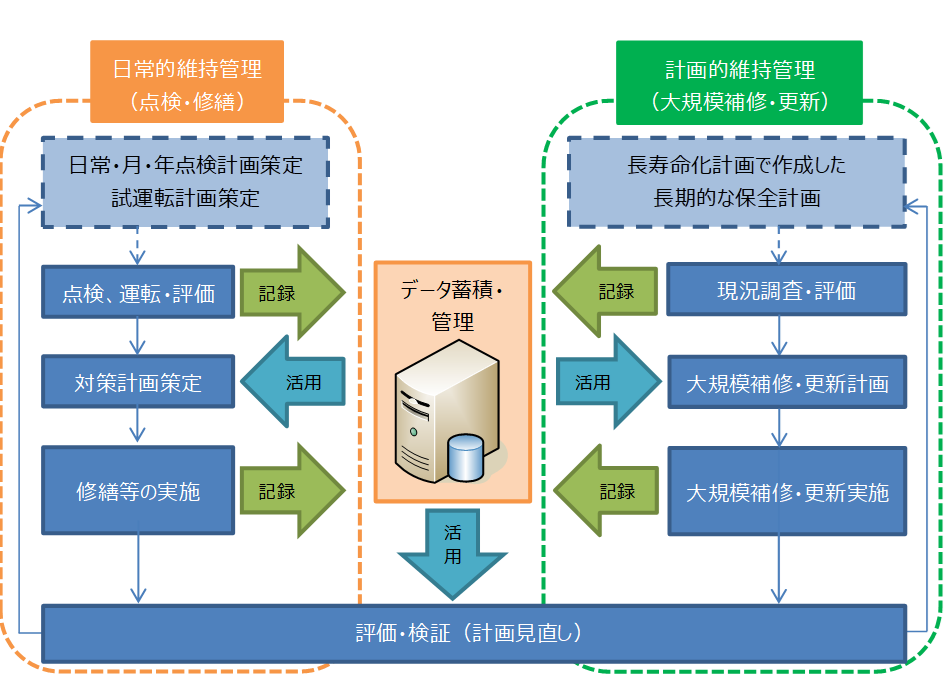 日常的維持管理
（点検・修繕）
日常・月・年点検計画策定
試運転計画策定
点検、運転・評価
記録
対策計画策定
活用
修繕等の実施
記録
データ蓄積・
管理
活
用
計画的維持管理
（大規模補修・更新）
長寿命化計画で作成した
長期的な保全計画
記録
現況調査・評価
活用
大規模補修・更新計画
記録
大規模補修・更新実施
評価・検証（計画見直し）